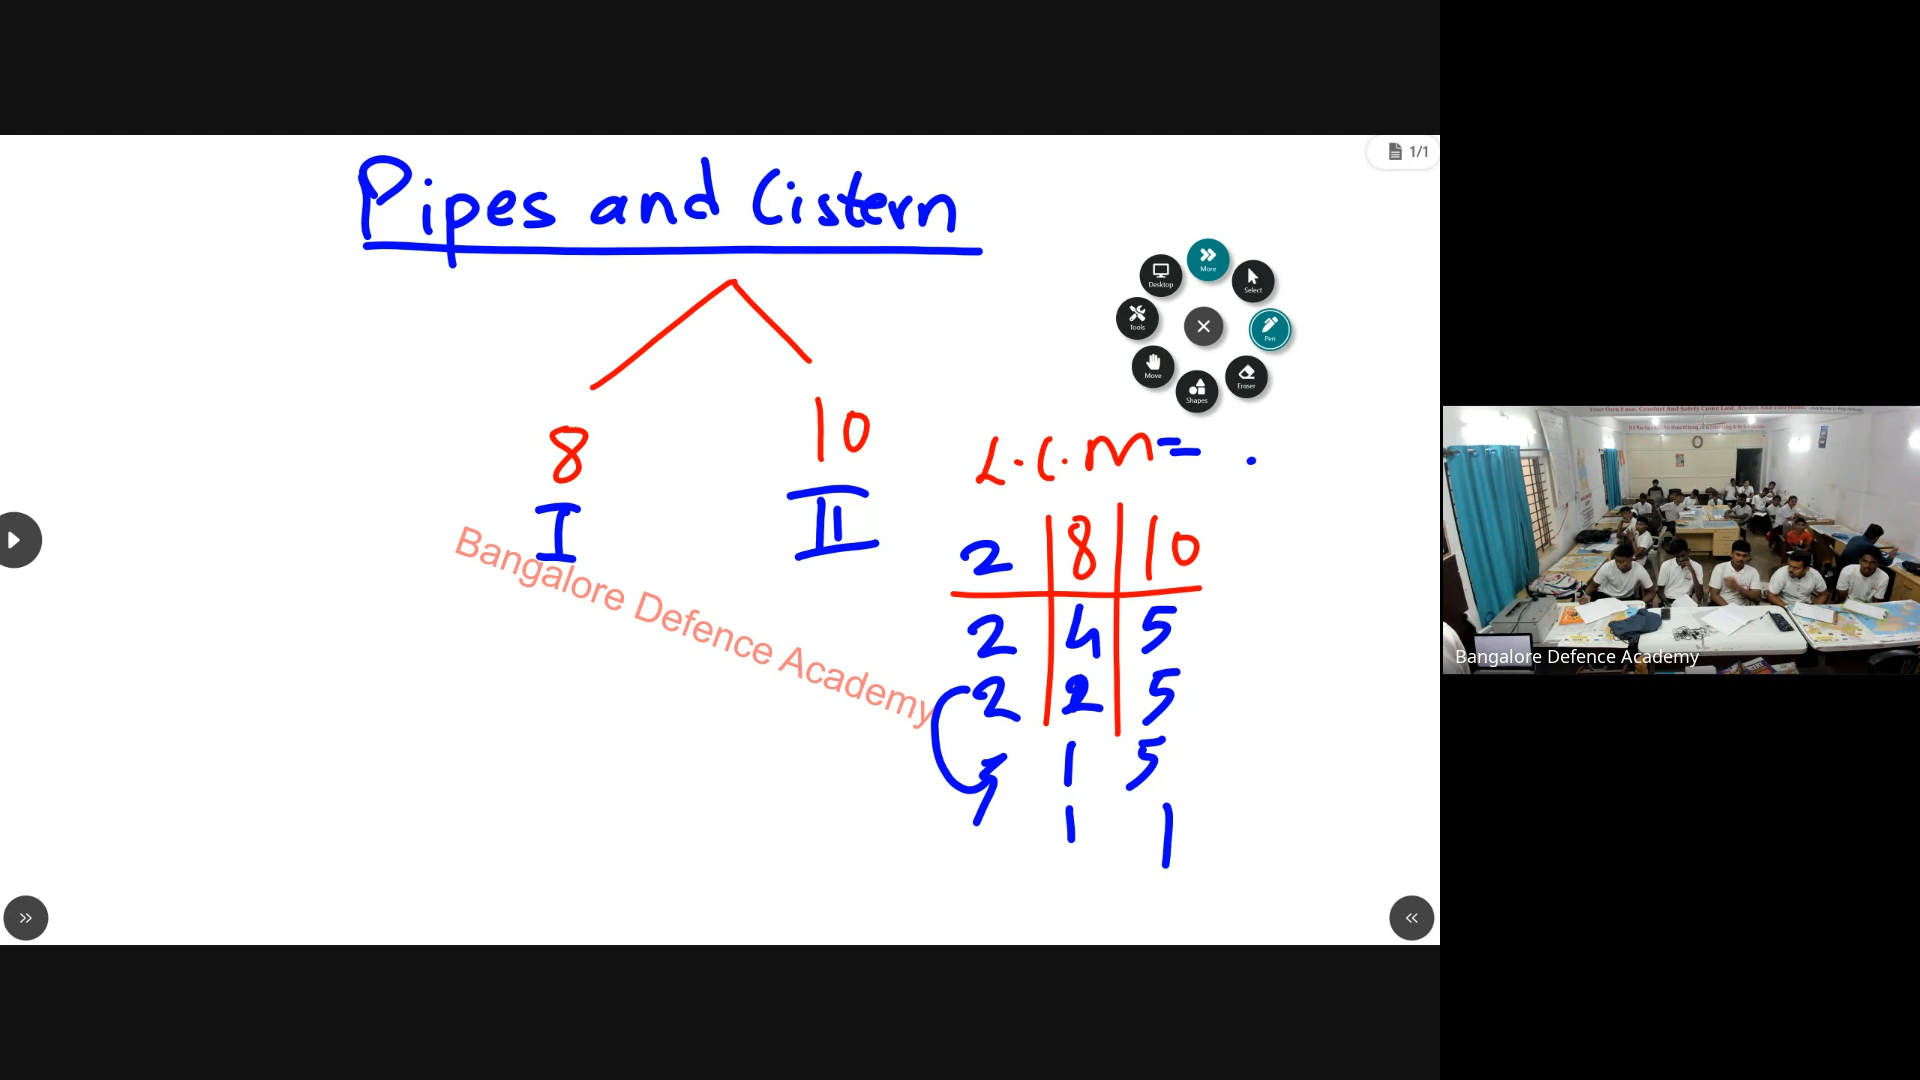 1/1
Pipes and Cistern
More
Desktop
Select
Tools
Pen
Move
Eraser
Shapes
8 10
I II
L.C.M = .
2 8 10
2 4 5
2 2 5
5 1 5
1 1
Bangalore Defence Academy
Bangalore Defence Academy